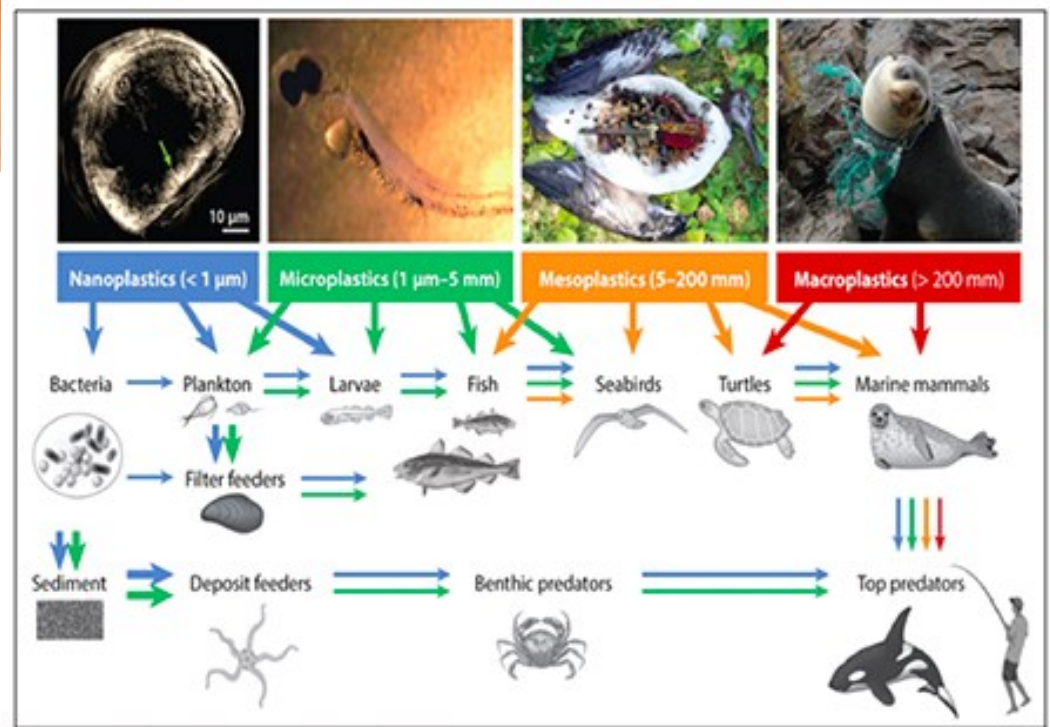 10 µm
Nanoplastics (< 1 µm)
Microplastics (1 µm–5 mm)
Mesoplastics (5–200 mm)
Macroplastics (> 200 mm)
Bacteria
Plankton
Larvae
Fish
Seabirds
Turtles
Marine mammals
Filter feeders
Sediment
Deposit feeders
Benthic predators
Top predators